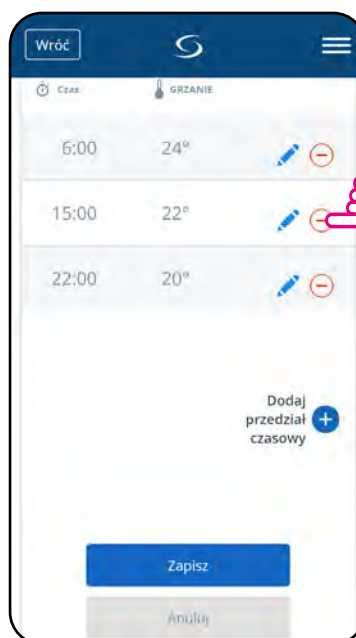 Wróć
Czas GRZANIE
6:00 24°
15:00 22°
22:00 20°
Dodaj
przedział
czasowy
Zapisz
Anuluj